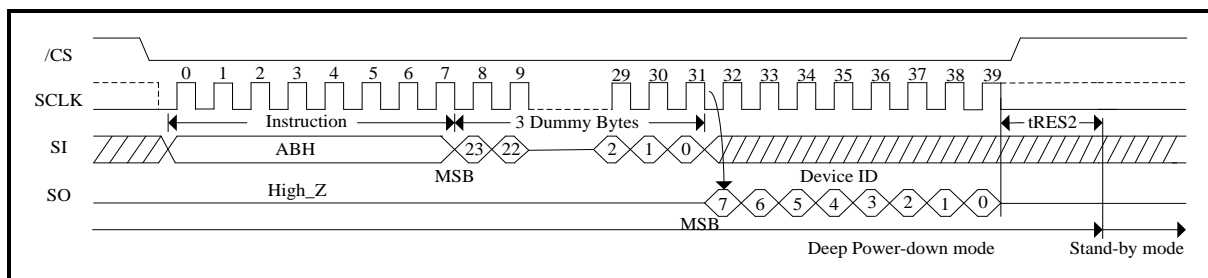 /CS
0 1 2 3 4 5 6 7 8 9 29 30 31 32 33 34 35 36 37 38 39
SCLK
Instruction 3 Dummy Bytes tRES2
SI ABH 23 22 2 1 0
MSB Device ID
SO High_Z 7 6 5 4 3 2 1 0
MSB
Deep Power-down mode Stand-by mode